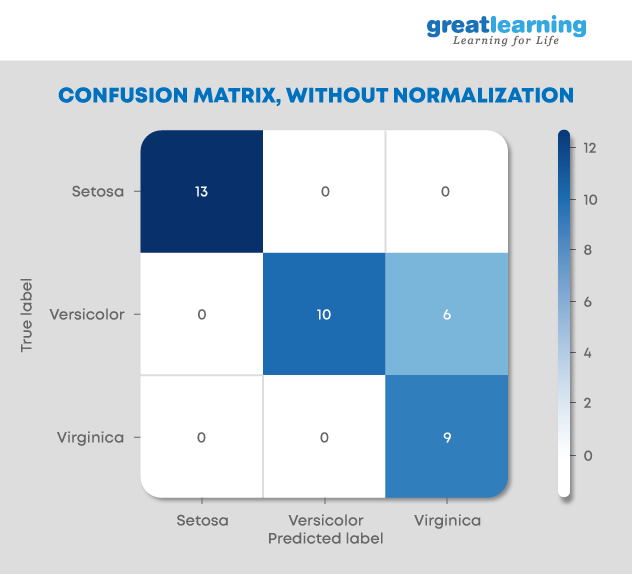 greatlearning
Learning for Life
CONFUSION MATRIX, WITHOUT NORMALIZATION
True label
Setosa 13 0 0
Versicolor 0 10 6
Virginica 0 0 9
Setosa Versicolor Virginica
Predicted label
12
10
8
6
4
2
0